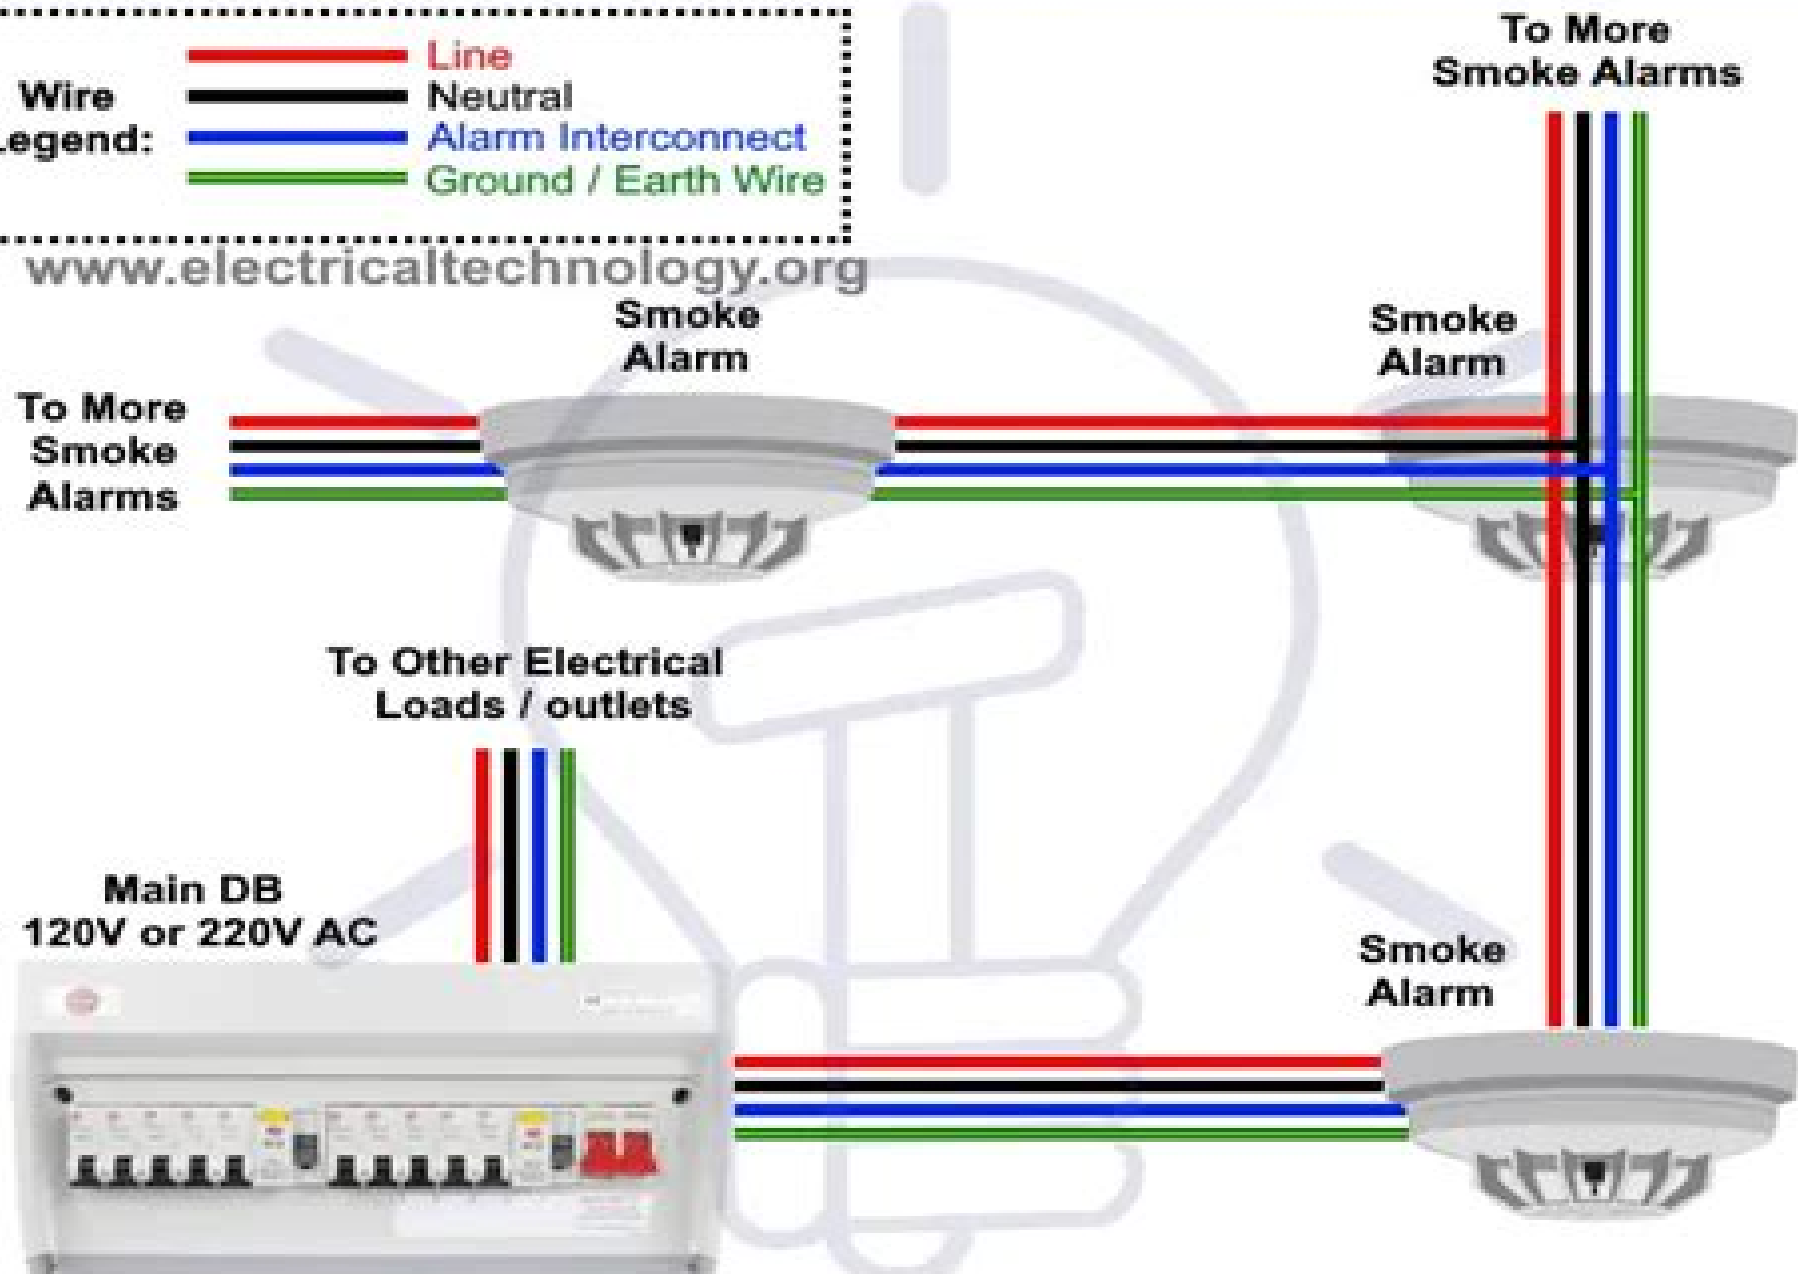 Line
Wire
Neutral
Legend:
Alarm Interconnect
Ground / Earth Wire
www.electricaltechnology.org
To More
Smoke Alarms
Smoke
Alarm
Smoke
Alarm
To More
Smoke
Alarms
To Other Electrical
Loads / outlets
Main DB
120V or 220V AC
Smoke
Alarm